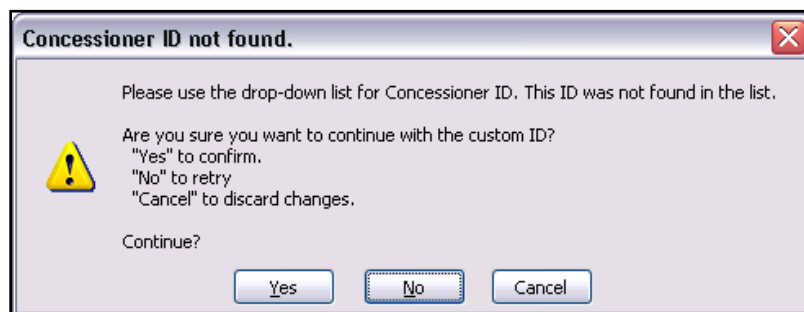 Concessioner ID not found.
Please use the drop-down list for Concessioner ID. This ID was not found in the list.
Are you sure you want to continue with the custom ID?
"Yes" to confirm.
"No" to retry
"Cancel" to discard changes.
Continue?
Yes No Cancel